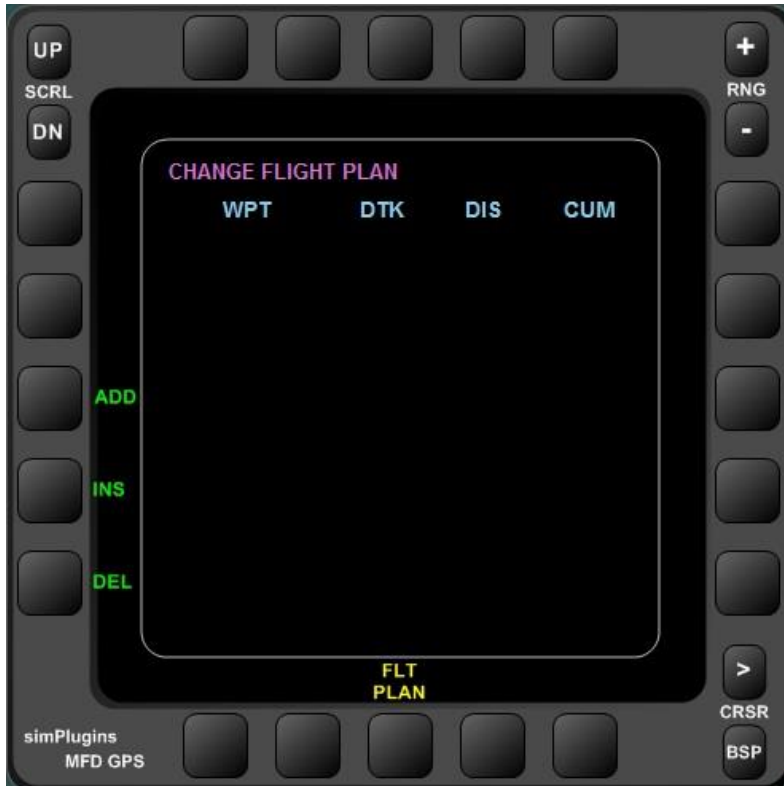 UP
SCRL
DN
+
RNG
-
CHANGE FLIGHT PLAN
WPT DTK DIS CUM
ADD
INS
DEL
FLT
PLAN
>
CRSR
BSP
simPlugins
MFD GPS